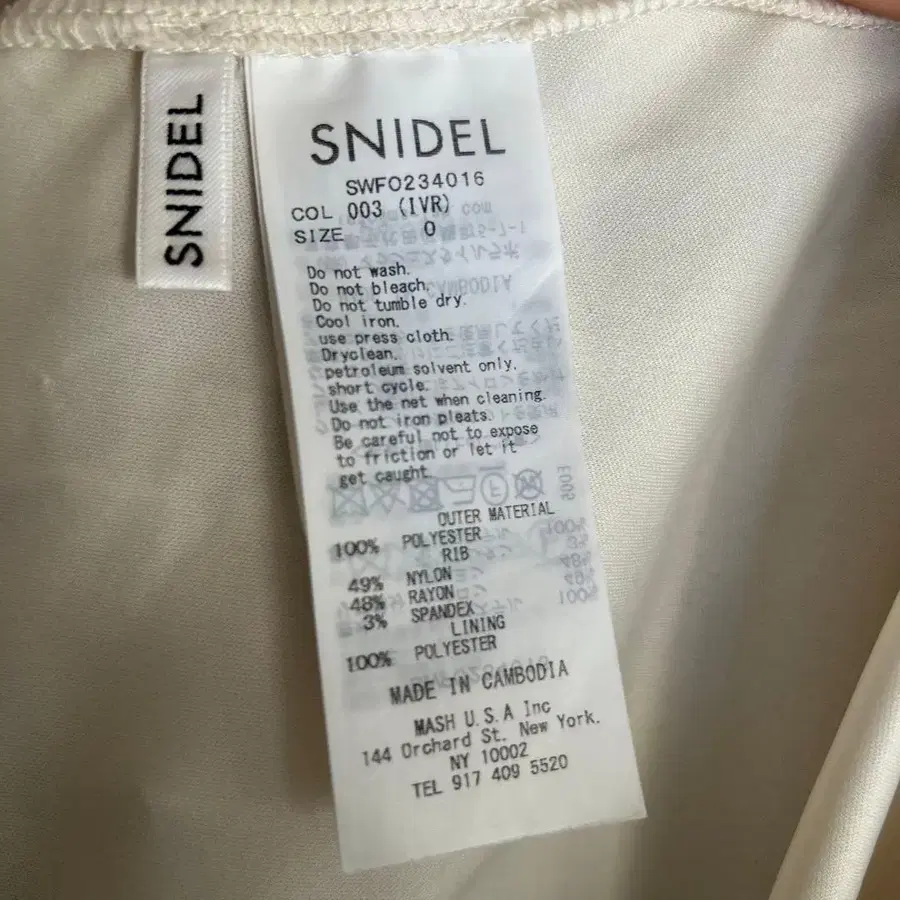 SNIDEL
SNIDEL
SWFO234016
COL 003 (IVR)
SIZE 0
Do not wash.
Do not bleach.
Do not tumble dry.
Cool iron.
use press cloth.
Dryclean.
petroleum solvent only.
short cycle.
Use the net when cleaning.
Do not iron pleats.
Be careful not to expose
to friction or let it
get caught.
OUTER MATERIAL
100% POLYESTER
RIB
49% NYLON
48% RAYON
3% SPANDEX
LINING
100% POLYESTER
MADE IN CAMBODIA
MASH U.S.A Inc
144 Orchard St. New York.
NY 10002
TEL 917 409 5520